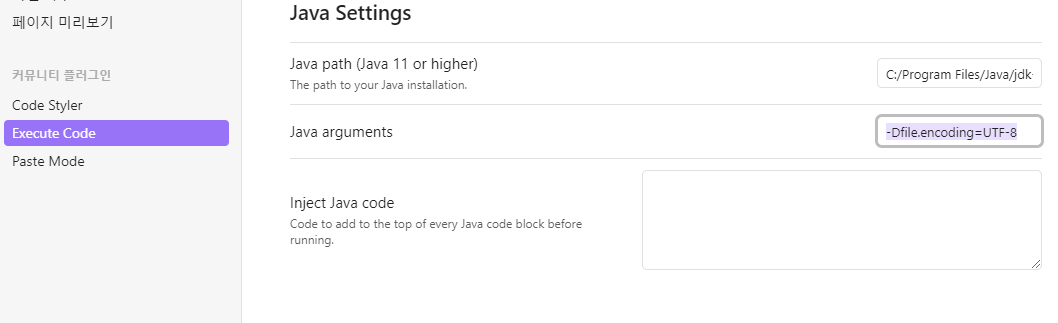 페이지 미리보기
커뮤니티 플러그인
Code Styler
Execute Code
Paste Mode
Java Settings
Java path (Java 11 or higher)
The path to your Java installation.
C:/Program Files/Java/jdk-
Java arguments
-Dfile.encoding=UTF-8
Inject Java code
Code to add to the top of every Java code block before
running.